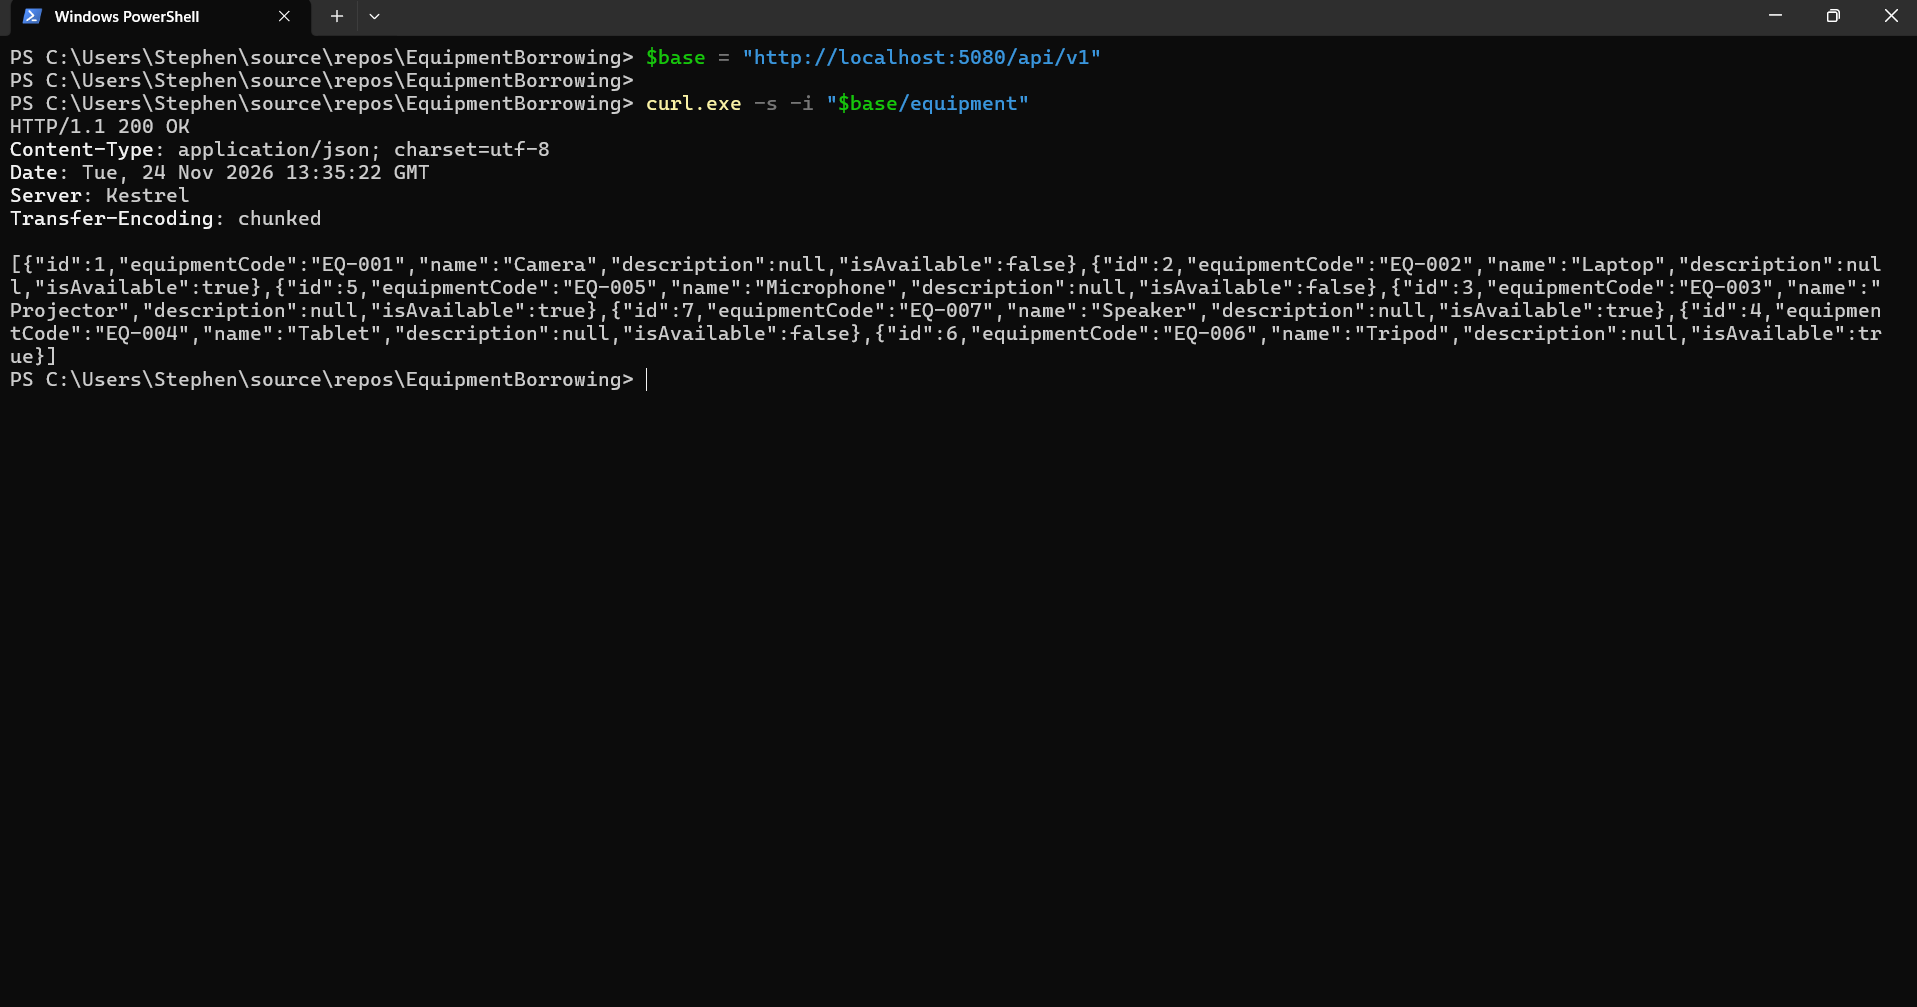 Windows PowerShell
PS C:\Users\Stephen\source\repos\EquipmentBorrowing> $base = "http://localhost:5080/api/v1"
PS C:\Users\Stephen\source\repos\EquipmentBorrowing>
PS C:\Users\Stephen\source\repos\EquipmentBorrowing> curl.exe -s -i "$base/equipment"
HTTP/1.1 200 OK
Content-Type: application/json; charset=utf-8
Date: Tue, 24 Nov 2026 13:35:22 GMT
Server: Kestrel
Transfer-Encoding: chunked
[{"id":1,"equipmentCode":"EQ-001","name":"Camera","description":null,"isAvailable":false},{"id":2,"equipmentCode":"EQ-002","name":"Laptop","description":nul
l,"isAvailable":true},{"id":5,"equipmentCode":"EQ-005","name":"Microphone","description":null,"isAvailable":false},{"id":3,"equipmentCode":"EQ-003","name":"
Projector","description":null,"isAvailable":true},{"id":7,"equipmentCode":"EQ-007","name":"Speaker","description":null,"isAvailable":true},{"id":4,"equipmen
tCode":"EQ-004","name":"Tablet","description":null,"isAvailable":false},{"id":6,"equipmentCode":"EQ-006","name":"Tripod","description":null,"isAvailable":tr
ue}]
PS C:\Users\Stephen\source\repos\EquipmentBorrowing>